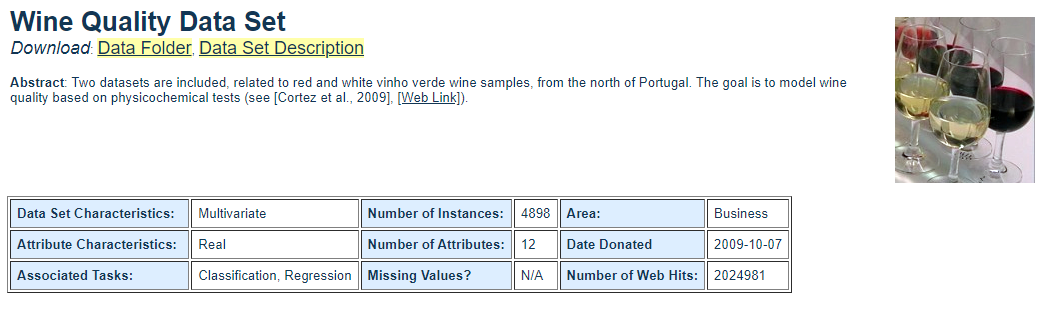 Wine Quality Data Set
Download: Data Folder, Data Set Description
Abstract: Two datasets are included, related to red and white vinho verde wine samples, from the north of Portugal. The goal is to model wine
quality based on physicochemical tests (see [Cortez et al., 2009], [Web Link]).
Data Set Characteristics: Multivariate Number of Instances: 4898 Area: Business
Attribute Characteristics: Real Number of Attributes: 12 Date Donated 2009-10-07
Associated Tasks: Classification, Regression Missing Values? N/A Number of Web Hits: 2024981